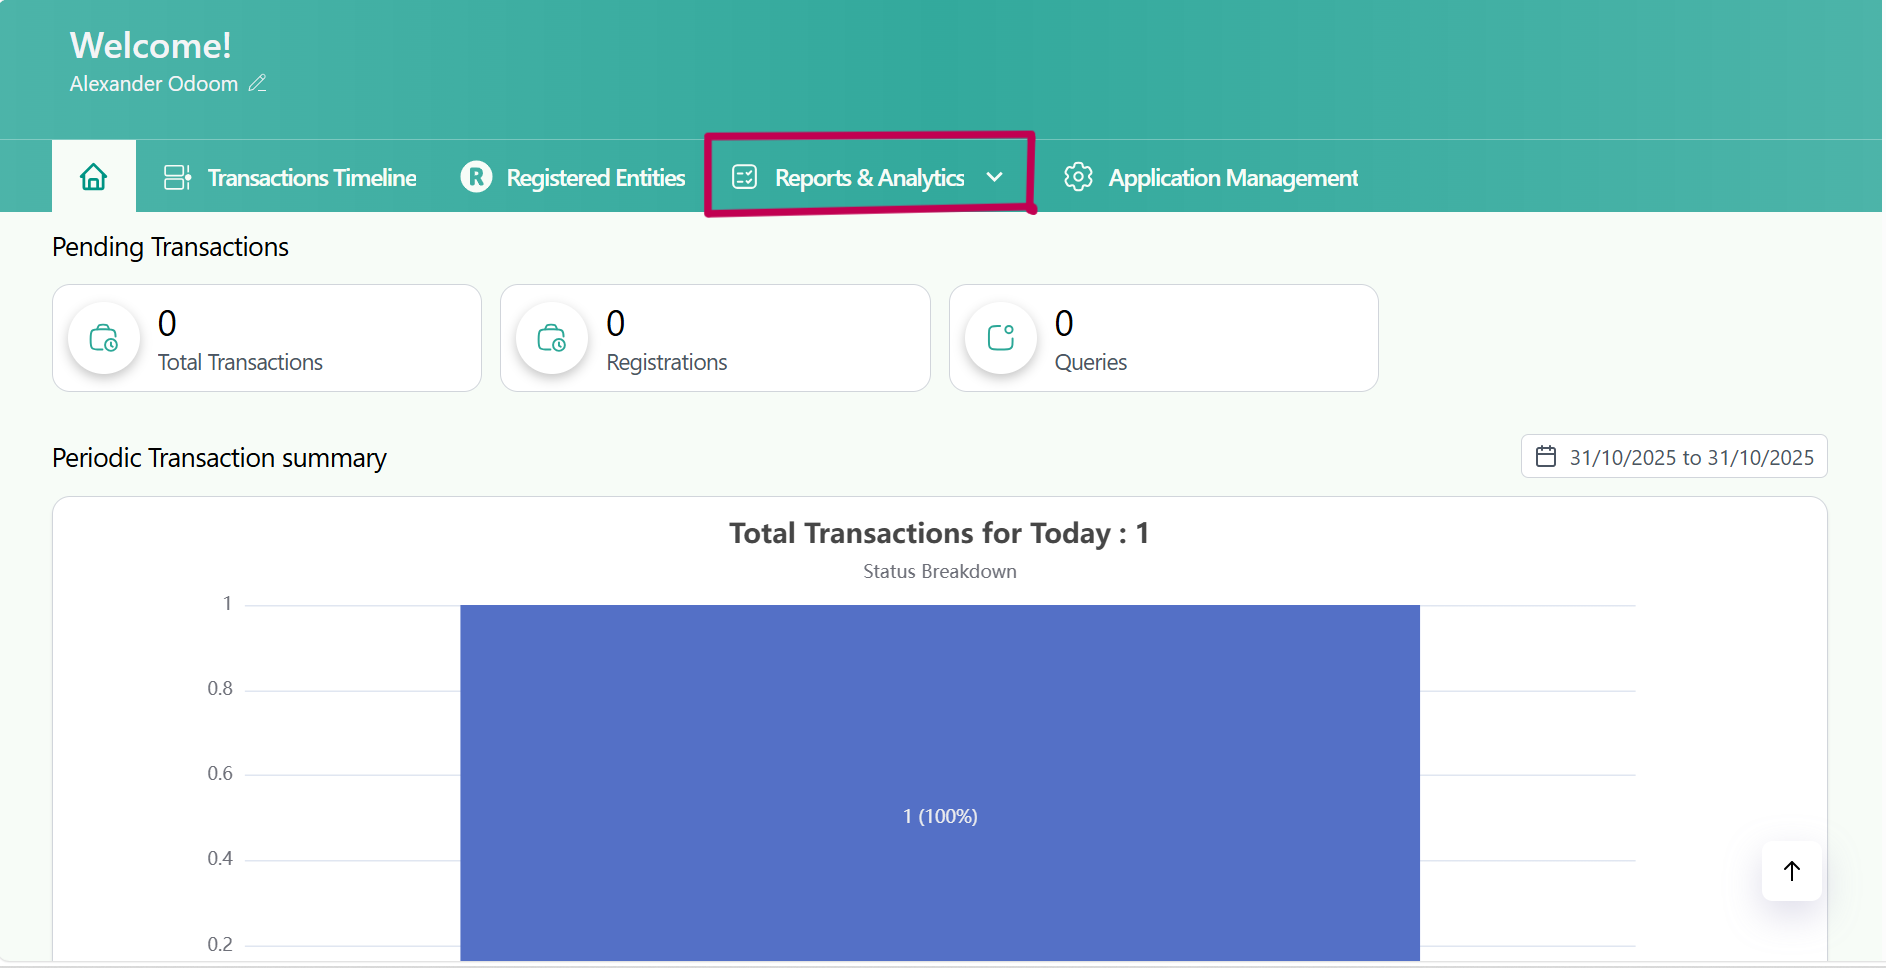 Welcome!
Alexander Odoom
Transactions Timeline
R Registered Entities
Reports & Analytics
Application Management
Pending Transactions
0
Total Transactions
0
Registrations
0
Queries
Periodic Transaction summary
31/10/2025 to 31/10/2025
Total Transactions for Today : 1
Status Breakdown
1
0.8
0.6
1 (100%)
0.4
0.2